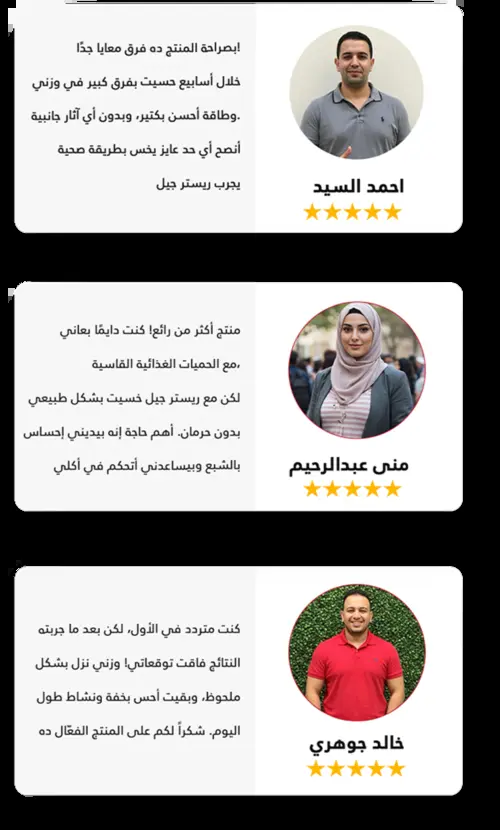 بصراحة المنتج ده فرق معايا جدًا!
خلال أسابيع حسيت بفرق كبير في وزني
وطاقة أحسن بكتير، وبدون أي آثار جانبية.
أنصح أي حد عايز يخس بطريقة صحية
يجرب ريستر جيل
احمد السيد
منتج أكثر من رائع! كنت دايمًا بعاني
مع الحميات الغذائية القاسية،
لكن مع ريستر جيل خسيت بشكل طبيعي
بدون حرمان. أهم حاجة إنه بيديني إحساس
بالشبع وبيساعدني أتحكم في أكلي
منى عبدالرحيم
كنت متردد في الأول، لكن بعد ما جربته
النتائج فاقت توقعاتي! وزني نزل بشكل
ملحوظ، وبقيت أحس بخفة ونشاط طول
اليوم. شكراً لكم على المنتج الفعّال ده
خالد جوهري